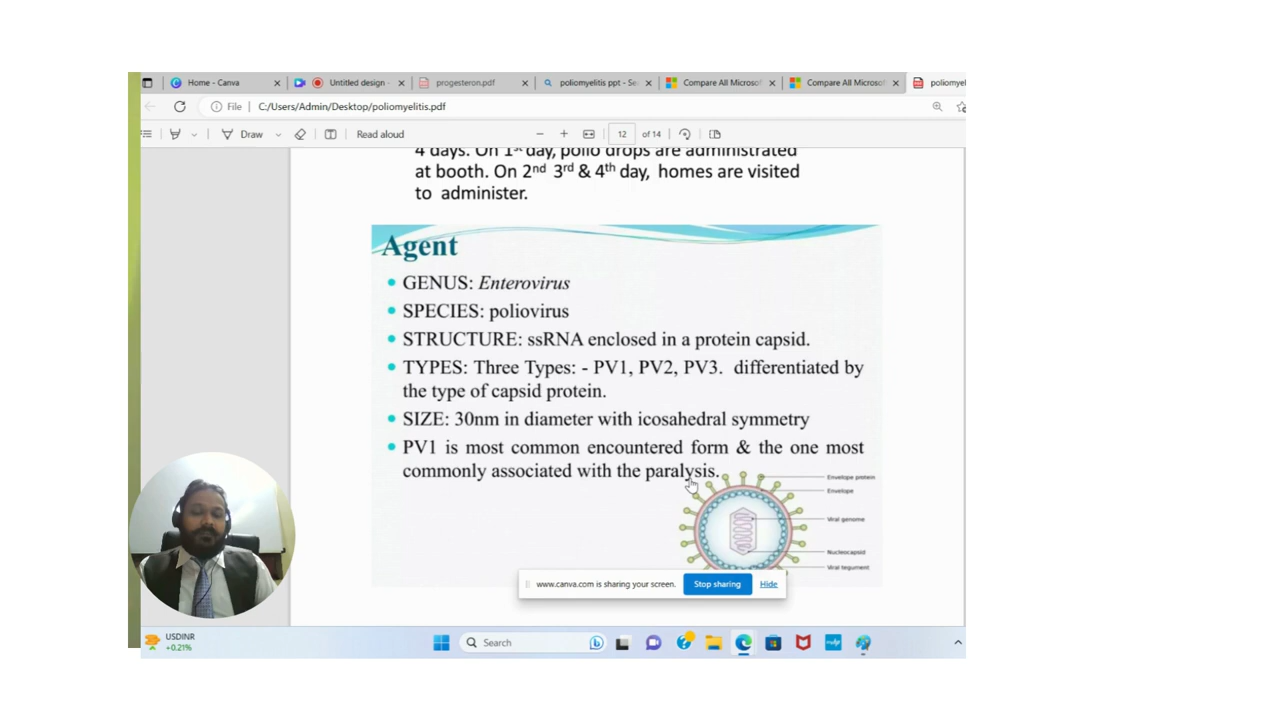 Home - Canva
Untitled design -
progesteron.pdf
poliomyelitis ppt - Se
Compare All Microsof
Compare All Microsof
poliomyel
File
C:/Users/Admin/Desktop/poliomyelitis.pdf
Draw
Read aloud
12 of 14
4 days. On 1st day, polio drops are administrated
at booth. On 2nd 3rd & 4th day, homes are visited
to administer.
Agent
• GENUS: Enterovirus
• SPECIES: poliovirus
• STRUCTURE: ssRNA enclosed in a protein capsid.
• TYPES: Three Types: - PV1, PV2, PV3. differentiated by
the type of capsid protein.
• SIZE: 30nm in diameter with icosahedral symmetry
• PV1 is most common encountered form & the one most
commonly associated with the paralysis.
Envelope protein
Envelope
Viral genome
Nucleocapsid
Viral tegument
www.canva.com is sharing your screen.
Stop sharing
Hide
USDINR
+0.21%
Search